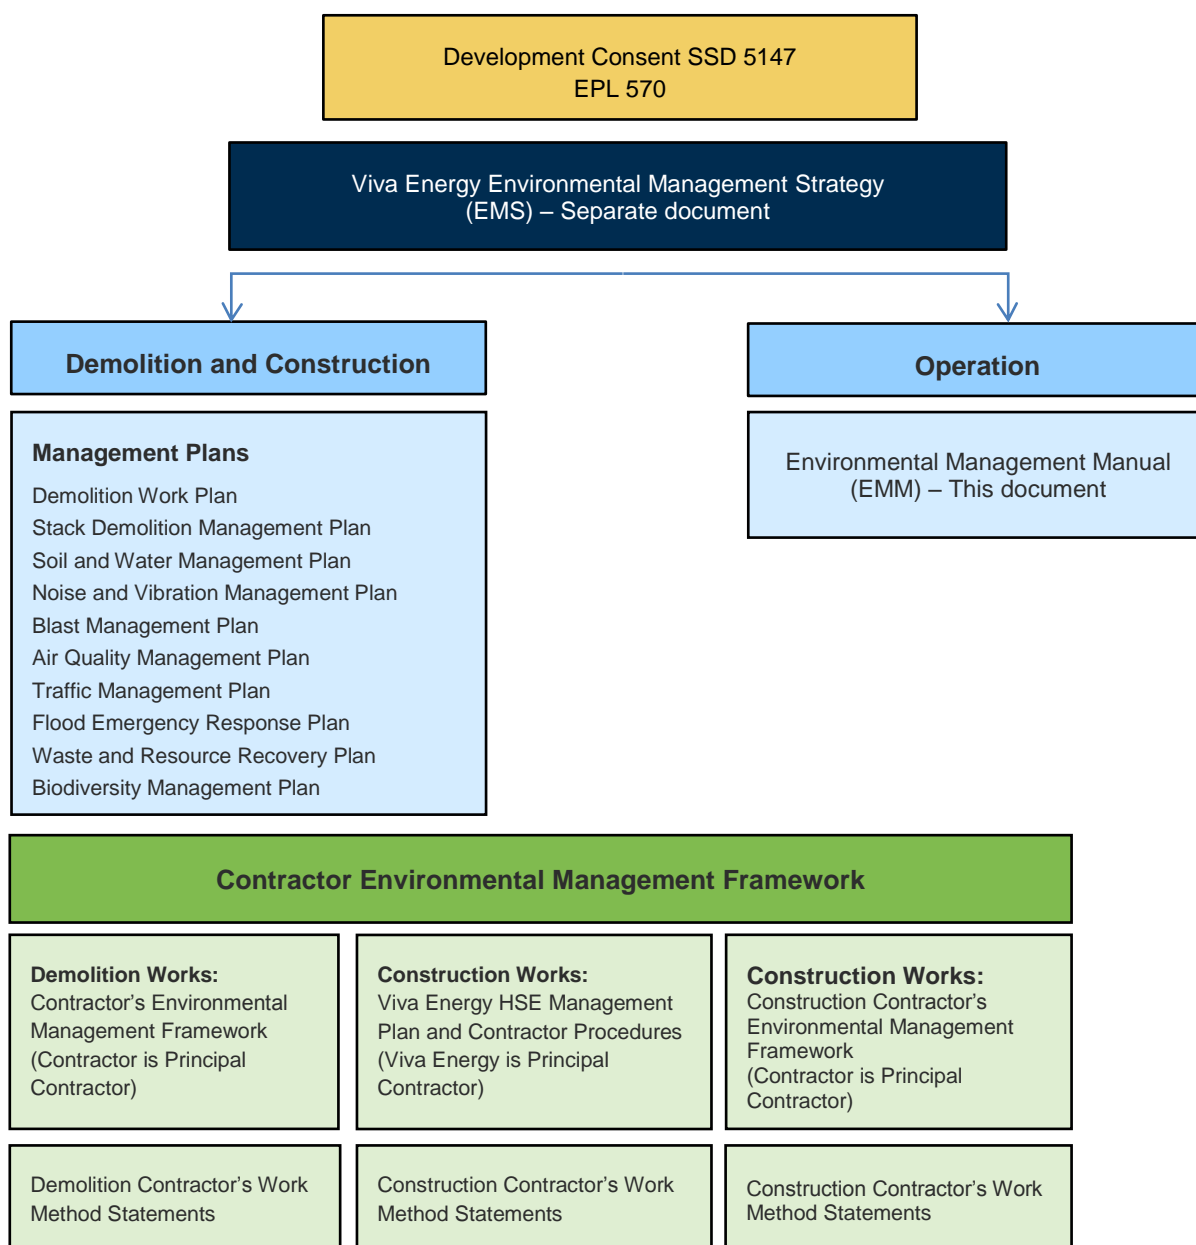 Development Consent SSD 5147
EPL 570
Viva Energy Environmental Management Strategy
(EMS) – Separate document
Demolition and Construction
Operation
Management Plans
Demolition Work Plan
Stack Demolition Management Plan
Soil and Water Management Plan
Noise and Vibration Management Plan
Blast Management Plan
Air Quality Management Plan
Traffic Management Plan
Flood Emergency Response Plan
Waste and Resource Recovery Plan
Biodiversity Management Plan
Environmental Management Manual
(EMM) – This document
Contractor Environmental Management Framework
Demolition Works:
Contractor’s Environmental
Management Framework
(Contractor is Principal
Contractor)
Construction Works:
Viva Energy HSE Management
Plan and Contractor Procedures
(Viva Energy is Principal
Contractor)
Construction Works:
Construction Contractor’s
Environmental Management
Framework
(Contractor is Principal
Contractor)
Demolition Contractor’s Work
Method Statements
Construction Contractor’s Work
Method Statements
Construction Contractor’s Work
Method Statements